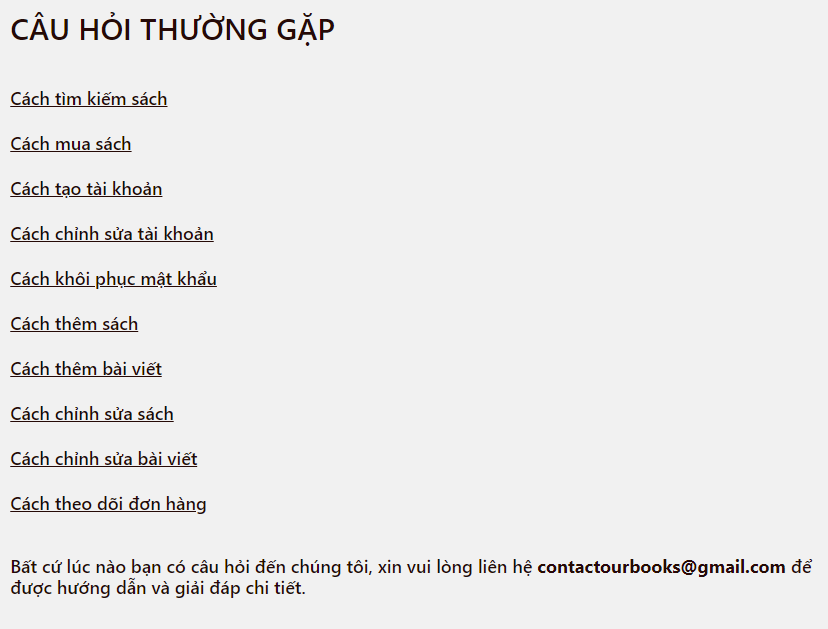 CÂU HỎI THƯỜNG GẶP
Cách tìm kiếm sách
Cách mua sách
Cách tạo tài khoản
Cách chỉnh sửa tài khoản
Cách khôi phục mật khẩu
Cách thêm sách
Cách thêm bài viết
Cách chỉnh sửa sách
Cách chỉnh sửa bài viết
Cách theo dõi đơn hàng
Bất cứ lúc nào bạn có câu hỏi đến chúng tôi, xin vui lòng liên hệ contactourbooks@gmail.com để
được hướng dẫn và giải đáp chi tiết.